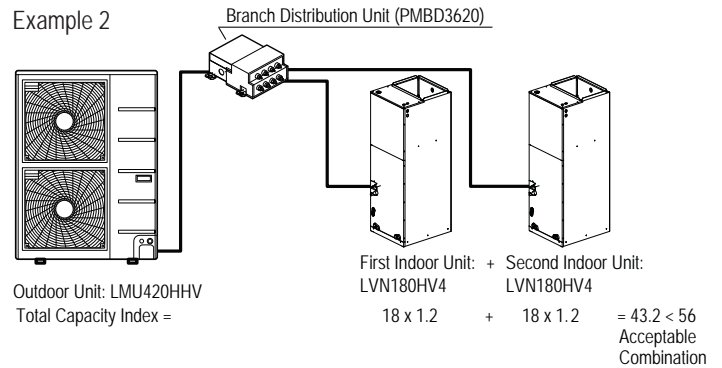 Example 2
Branch Distribution Unit (PMBD3620)
First Indoor Unit: + Second Indoor Unit:
LVN180HV4 LVN180HV4
Outdoor Unit: LMU420HHV
Total Capacity Index = 18 x 1.2 + 18 x 1.2 = 43.2 < 56
Acceptable
Combination